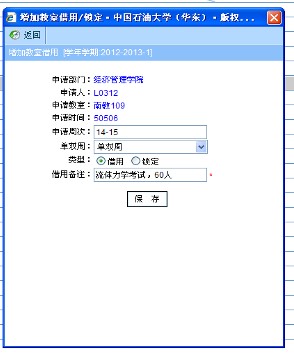 增加教室借用/锁定 - 中国石油大学（华东）- 版权...
返回
增加教室借用 [学年学期:2012-2013-1]
申请部门： 经济管理学院
申请人： L0312
申请教室： 南教109
申请时间： 50506
申请周次： 14-15
单双周： 单双周
类型： 借用 锁定
借用备注： 流体力学考试，60人 *
保 存